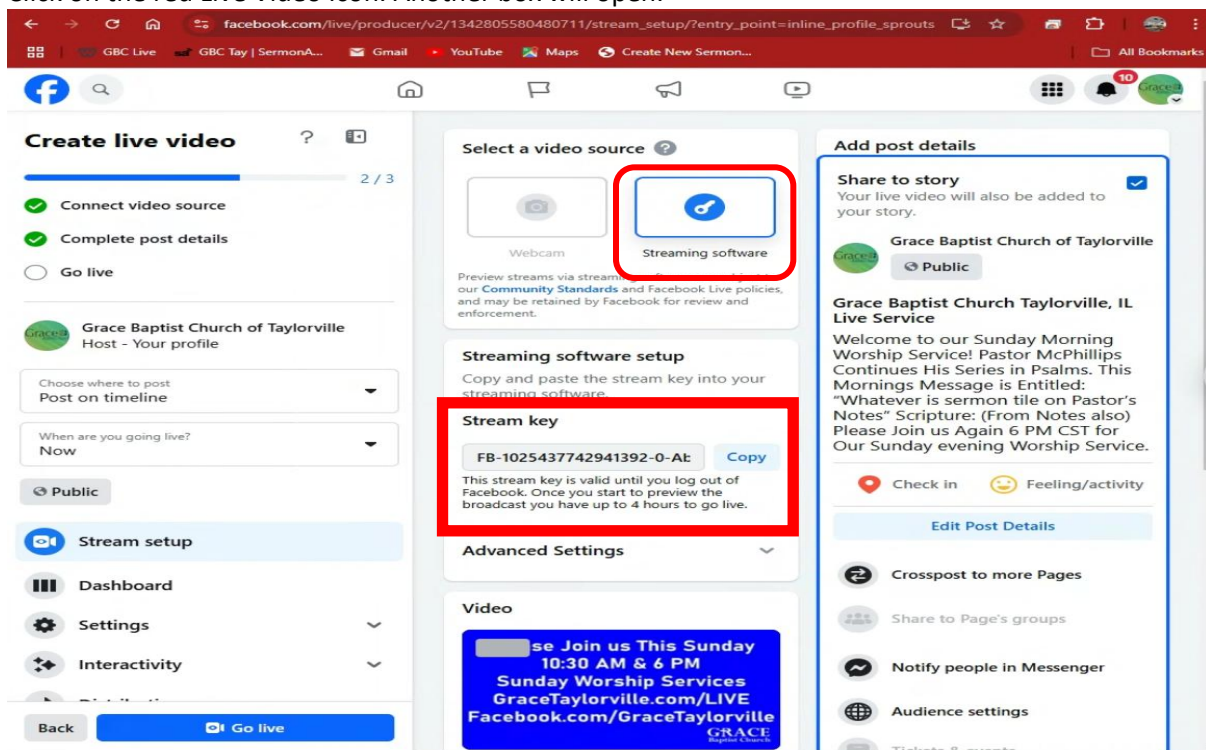 Click on the red Live Video icon. Another box will open.
facebook.com/live/producer/v2/1342805580480711/stream_setup/?entry_point=inline_profile_sprouts
GBC Live
GBC Tay | SermonA...
Gmail
YouTube
Maps
Create New Sermon...
All Bookmarks
10
Create live video
?
2 / 3
Connect video source
Complete post details
Go live
Grace Baptist Church of Taylorville
Host - Your profile
Choose where to post
Post on timeline
When are you going live?
Now
Public
Stream setup
Dashboard
Settings
Interactivity
Back
Go live
Select a video source
Webcam
Streaming software
Preview streams via
our Community Standards and Facebook Live policies,
and may be retained by Facebook for review and
enforcement.
Streaming software setup
Copy and paste the stream key into your
streaming software.
Stream key
FB-1025437742941392-0-Ab
Copy
This stream key is valid until you log out of
Facebook. Once you start to preview the
broadcast you have up to 4 hours to go live.
Advanced Settings
Video
se Join us This Sunday
10:30 AM & 6 PM
Sunday Worship Services
GraceTaylorville.com/LIVE
Facebook.com/GraceTaylorville
GRACE
Baptist Church
Add post details
Share to story
Your live video will also be added to
your story.
Grace Baptist Church of Taylorville
Public
Grace Baptist Church Taylorville, IL
Live Service
Welcome to our Sunday Morning
Worship Service! Pastor McPhillips
Continues His Series in Psalms. This
Mornings Message is Entitled:
“Whatever is sermon tile on Pastor’s
Notes” Scripture: (From Notes also)
Please Join us Again 6 PM CST for
Our Sunday evening Worship Service.
Check in
Feeling/activity
Edit Post Details
Crosspost to more Pages
Share to Page's groups
Notify people in Messenger
Audience settings